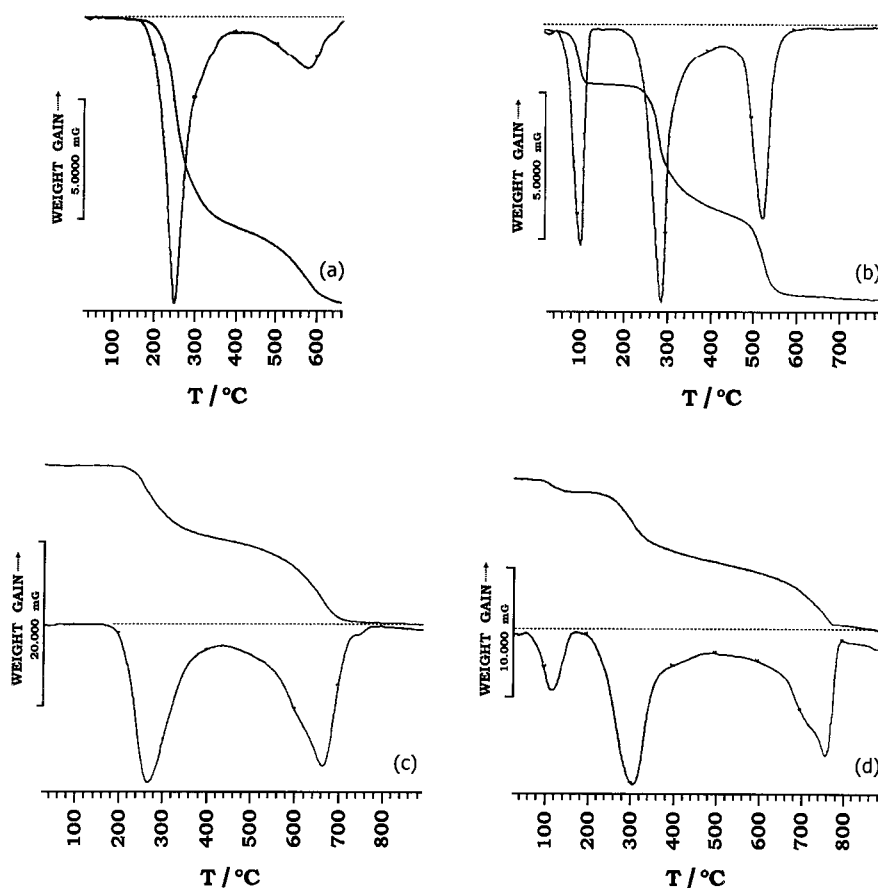 WEIGHT GAIN
5.0000 mG
(a)
100 200 300 400 500 600
T / °C
WEIGHT GAIN
5.0000 mG
(b)
100 200 300 400 500 600 700
T / °C
WEIGHT GAIN
20.000 mG
(c)
100 200 300 400 500 600 700 800
T / °C
WEIGHT GAIN
10.000 mG
(d)
100 200 300 400 500 600 700 800
T / °C